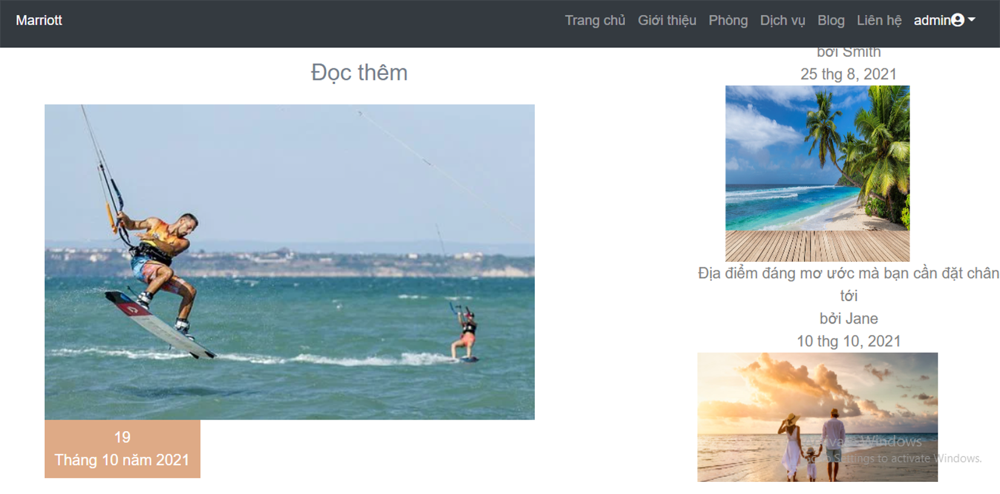 Marriott
Trang chủ Giới thiệu Phòng Dịch vụ Blog Liên hệ admin
bởi Smith
25 thg 8, 2021
Đọc thêm
Địa điểm đáng mơ ước mà bạn cần đặt chân
tới
bởi Jane
10 thg 10, 2021
19
Tháng 10 năm 2021
Activate Windows
Go to Settings to activate Windows.